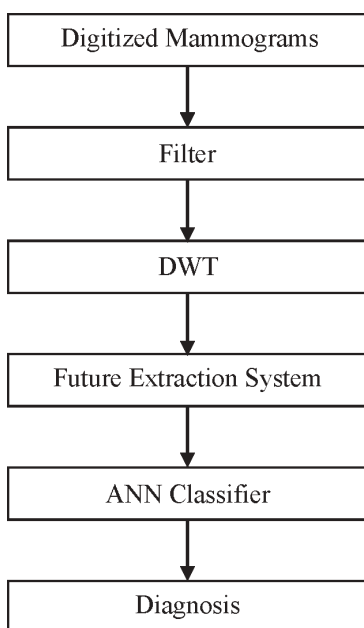 Digitized Mammograms
Filter
DWT
Future Extraction System
ANN Classifier
Diagnosis